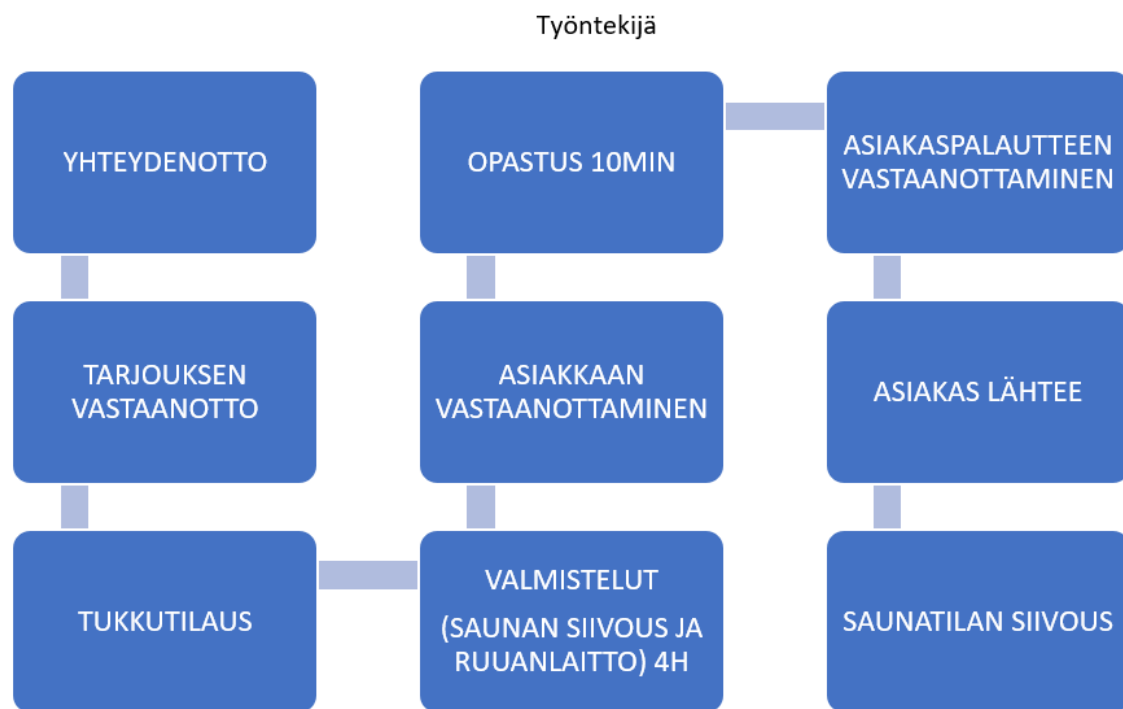 Työntekijä
YHTEYDENOTTO
TARJOUKSEN
VASTAANOTTO
TUKKUTILAUS
VALMISTELUT
(SAUNAN SIIVOUS JA
RUUANLAITTO) 4H
ASIAKKAAN
VASTAANOTTAMINEN
OPASTUS 10MIN
ASIAKASPALAUTTEEN
VASTAANOTTAMINEN
ASIAKAS LÄHTEE
SAUNATILAN SIIVOUS